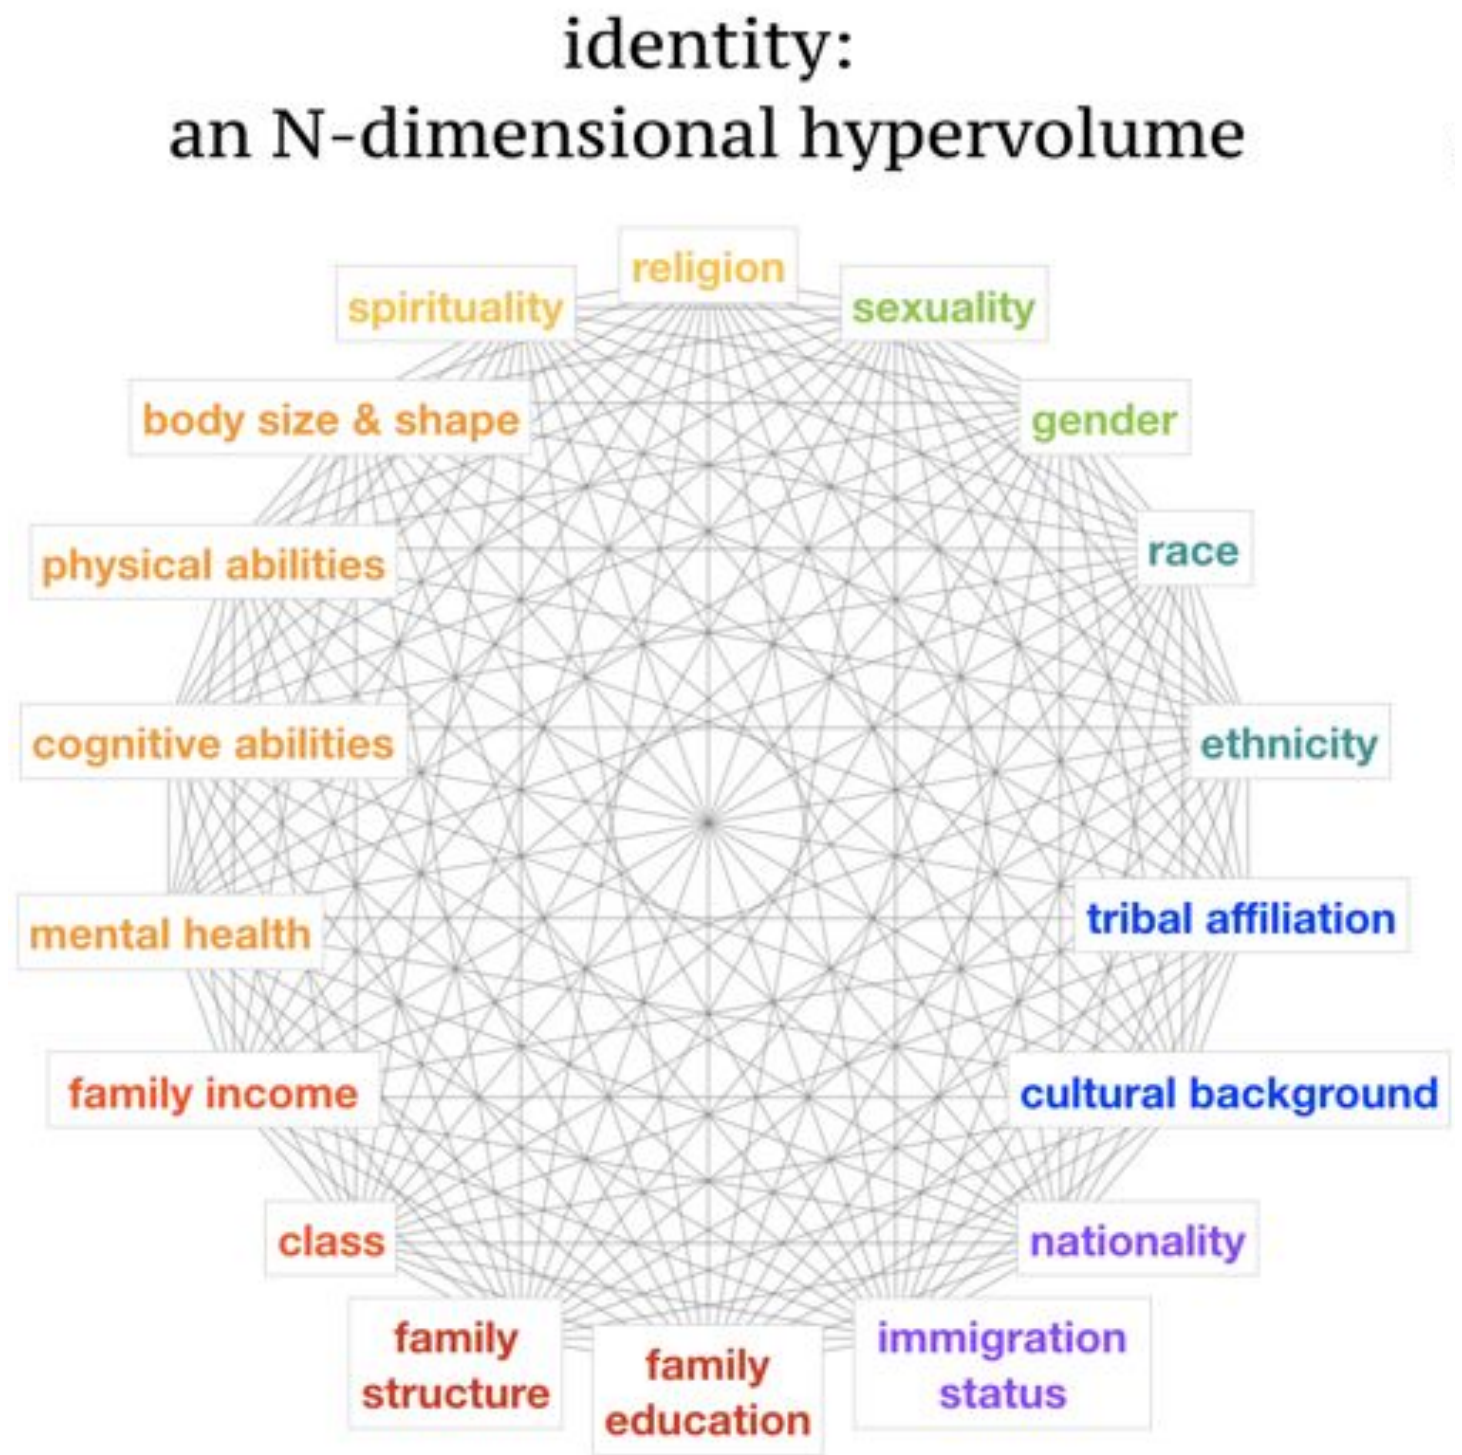 identity:
an N-dimensional hypervolume
religion
spirituality
sexuality
body size & shape
gender
race
physical abilities
cognitive abilities
ethnicity
tribal affiliation
mental health
family income
cultural background
class
nationality
family
structure
family
education
immigration
status